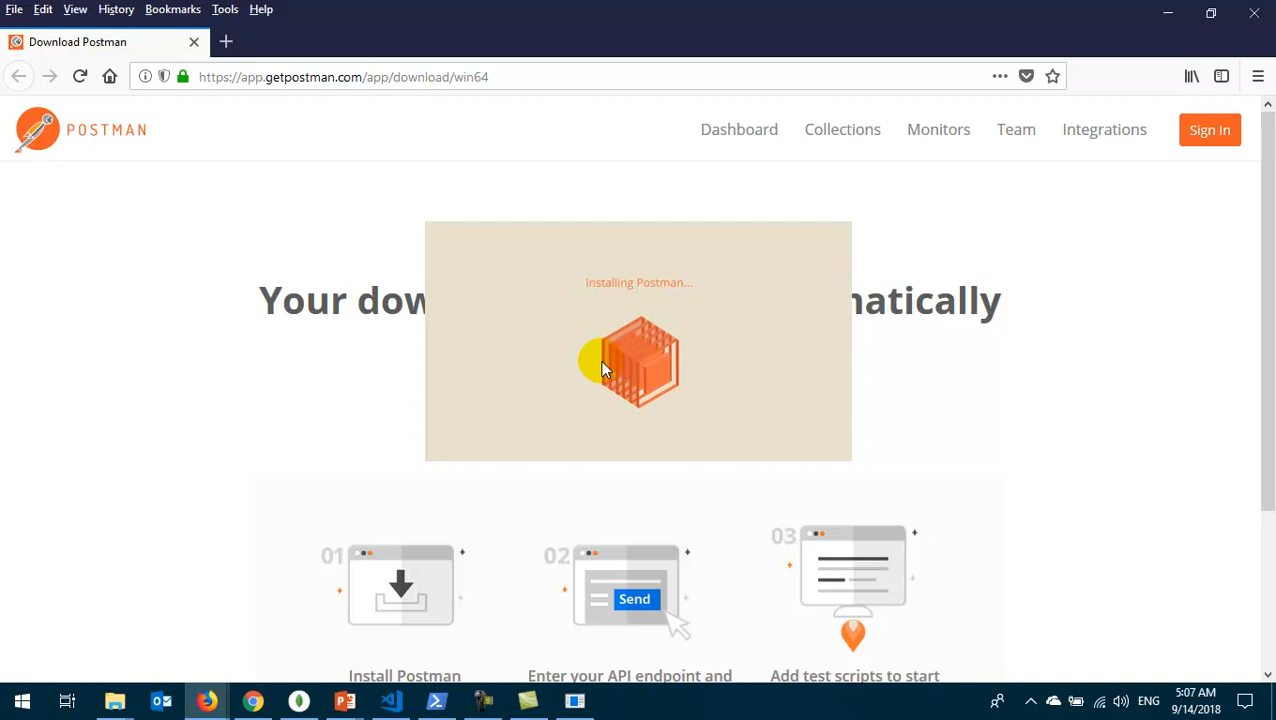 File Edit View History Bookmarks Tools Help
Download Postman
https://app.getpostman.com/app/download/win64
POSTMAN
Dashboard Collections Monitors Team Integrations Sign In
Installing Postman...
Your dow matically
01 02 03
Send
Install Postman Enter your API endpoint and Add test scripts to start
ENG 5:07 AM
9/14/2018